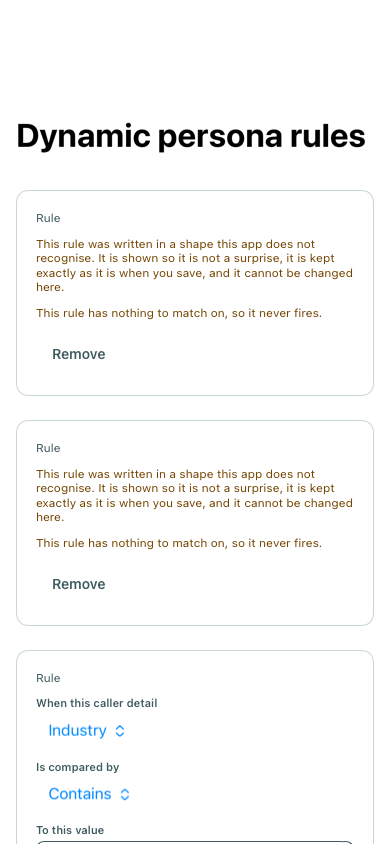 Dynamic persona rules
Rule
This rule was written in a shape this app does not
recognise. It is shown so it is not a surprise, it is kept
exactly as it is when you save, and it cannot be changed
here.
This rule has nothing to match on, so it never fires.
Remove
Rule
This rule was written in a shape this app does not
recognise. It is shown so it is not a surprise, it is kept
exactly as it is when you save, and it cannot be changed
here.
This rule has nothing to match on, so it never fires.
Remove
Rule
When this caller detail
Industry
Is compared by
Contains
To this value